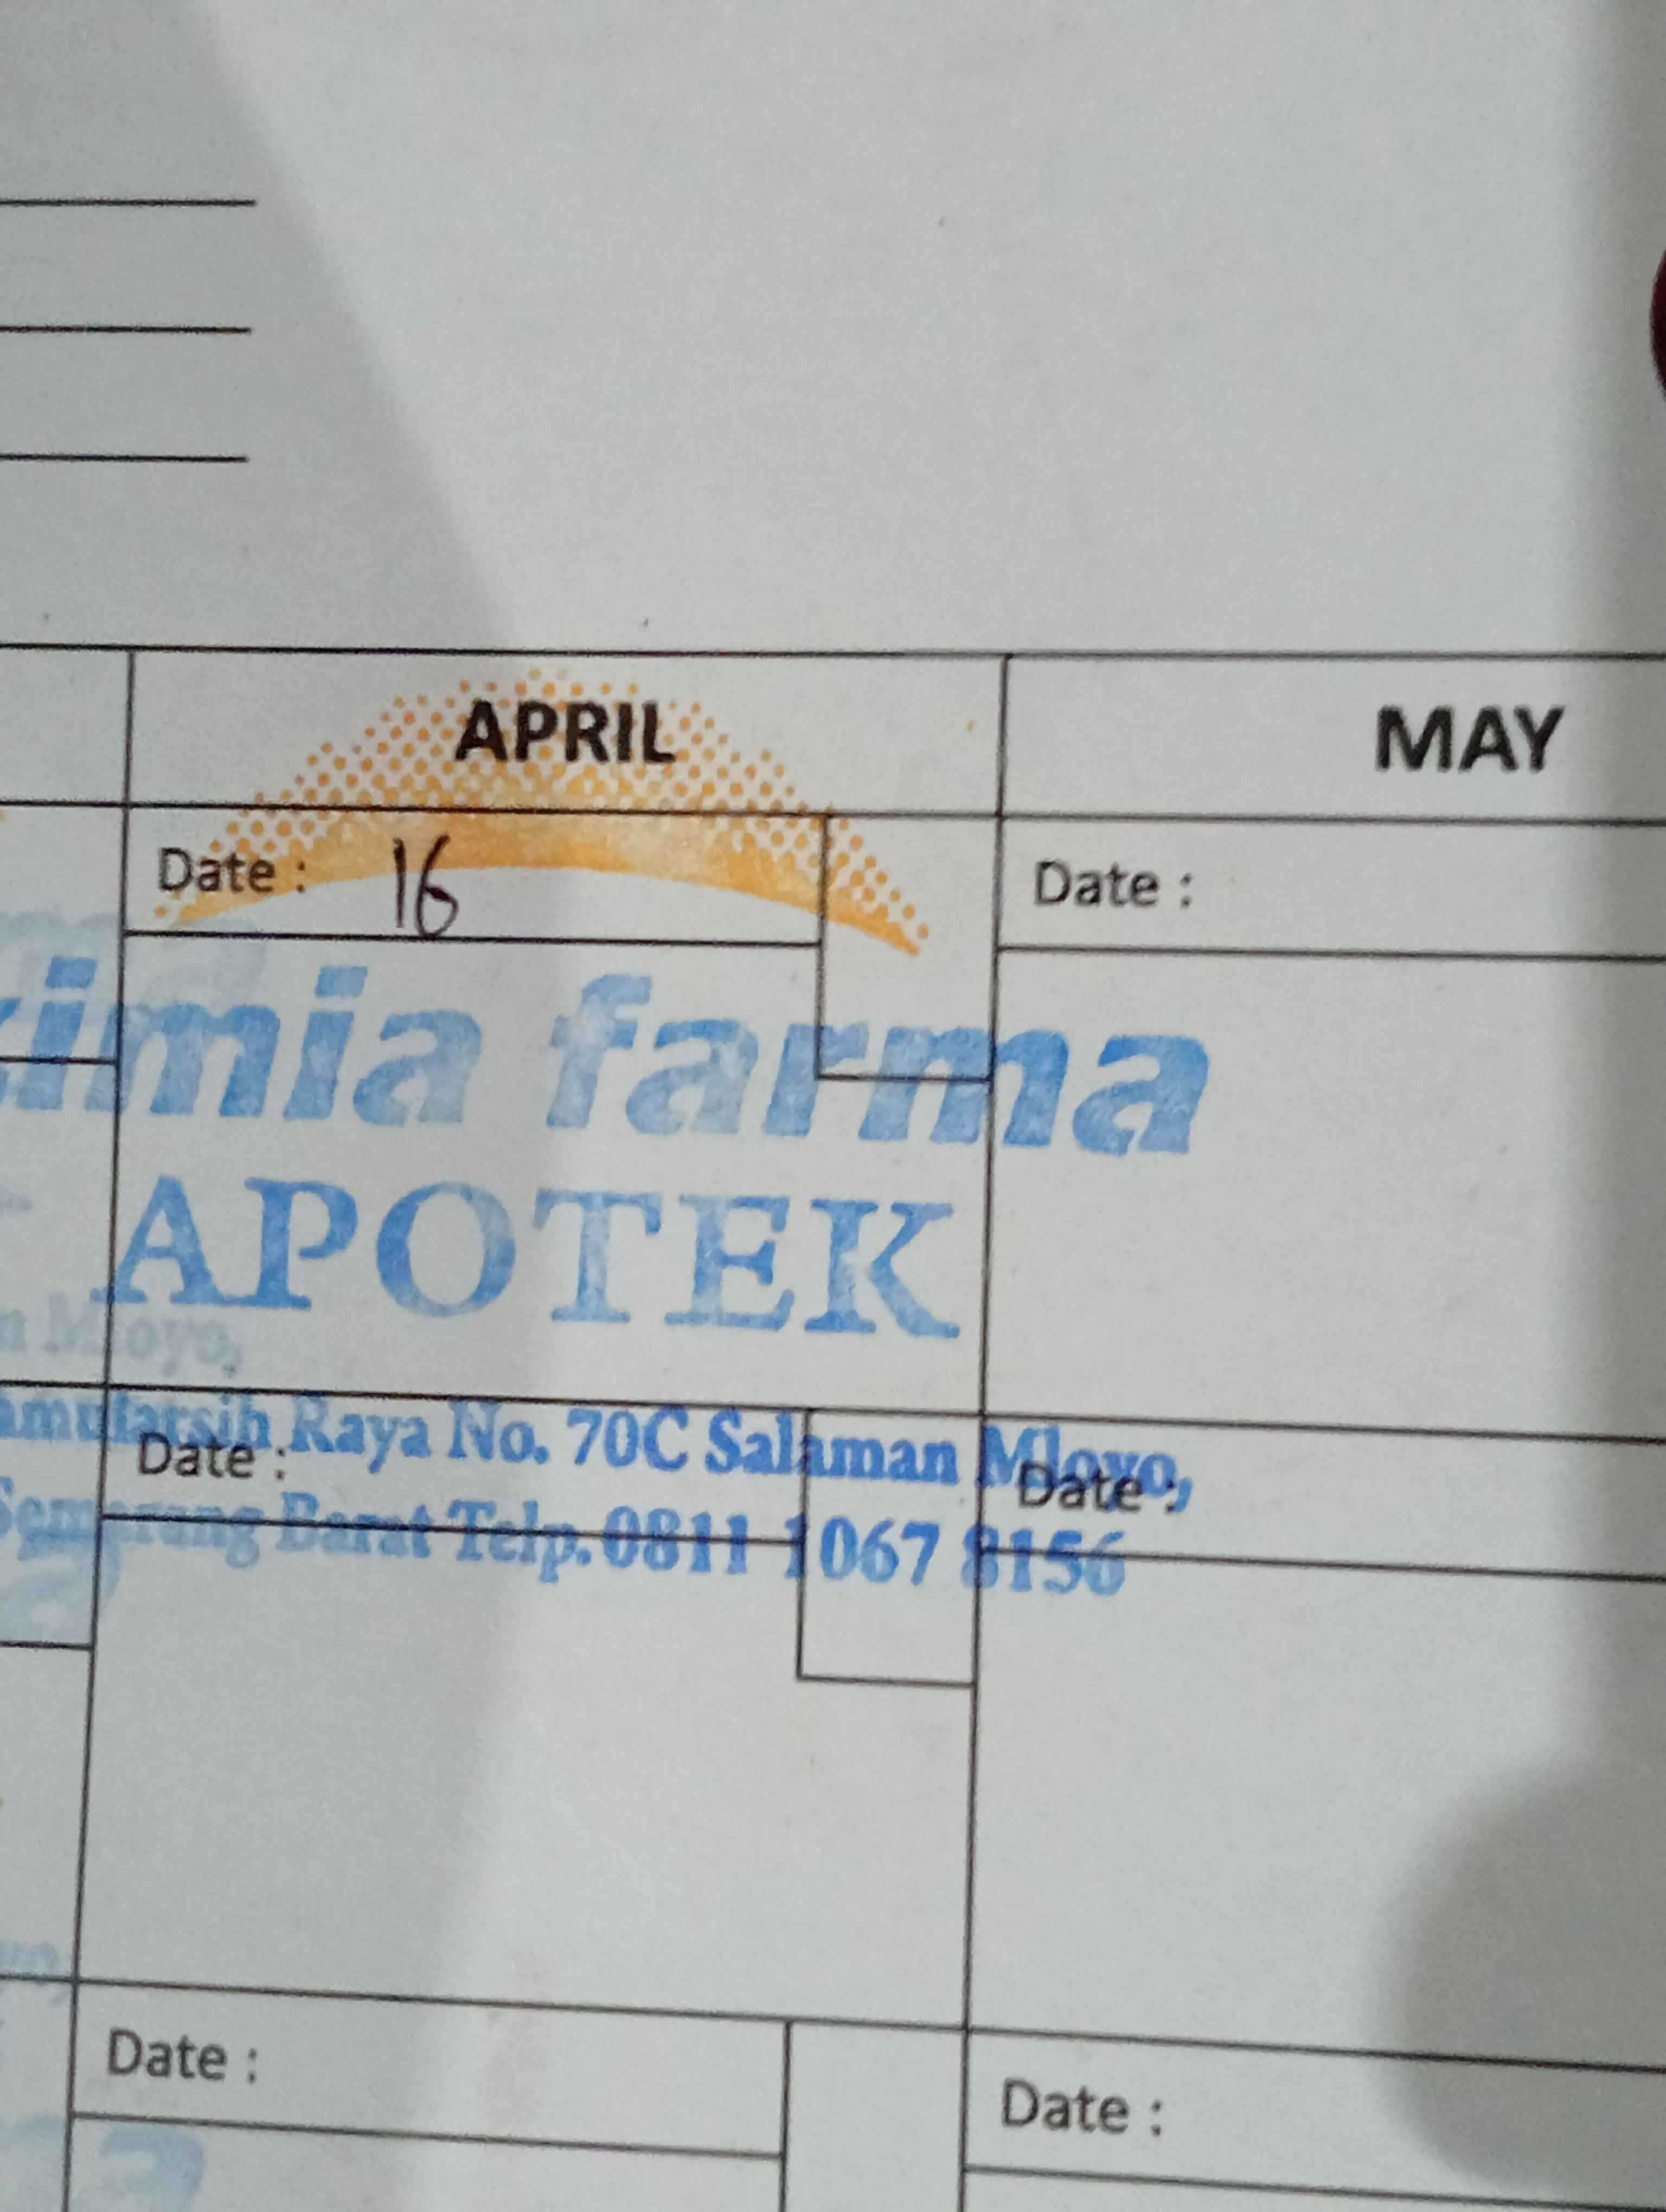 APRIL
MAY
Date : 16
Date :
kimia farma
APOTEK
Mloyo,
Raya No. 70C Salaman Mloyo,
Date :
Date :
Semarang Barat Telp. 0811 1067 8156
Date :
Date :